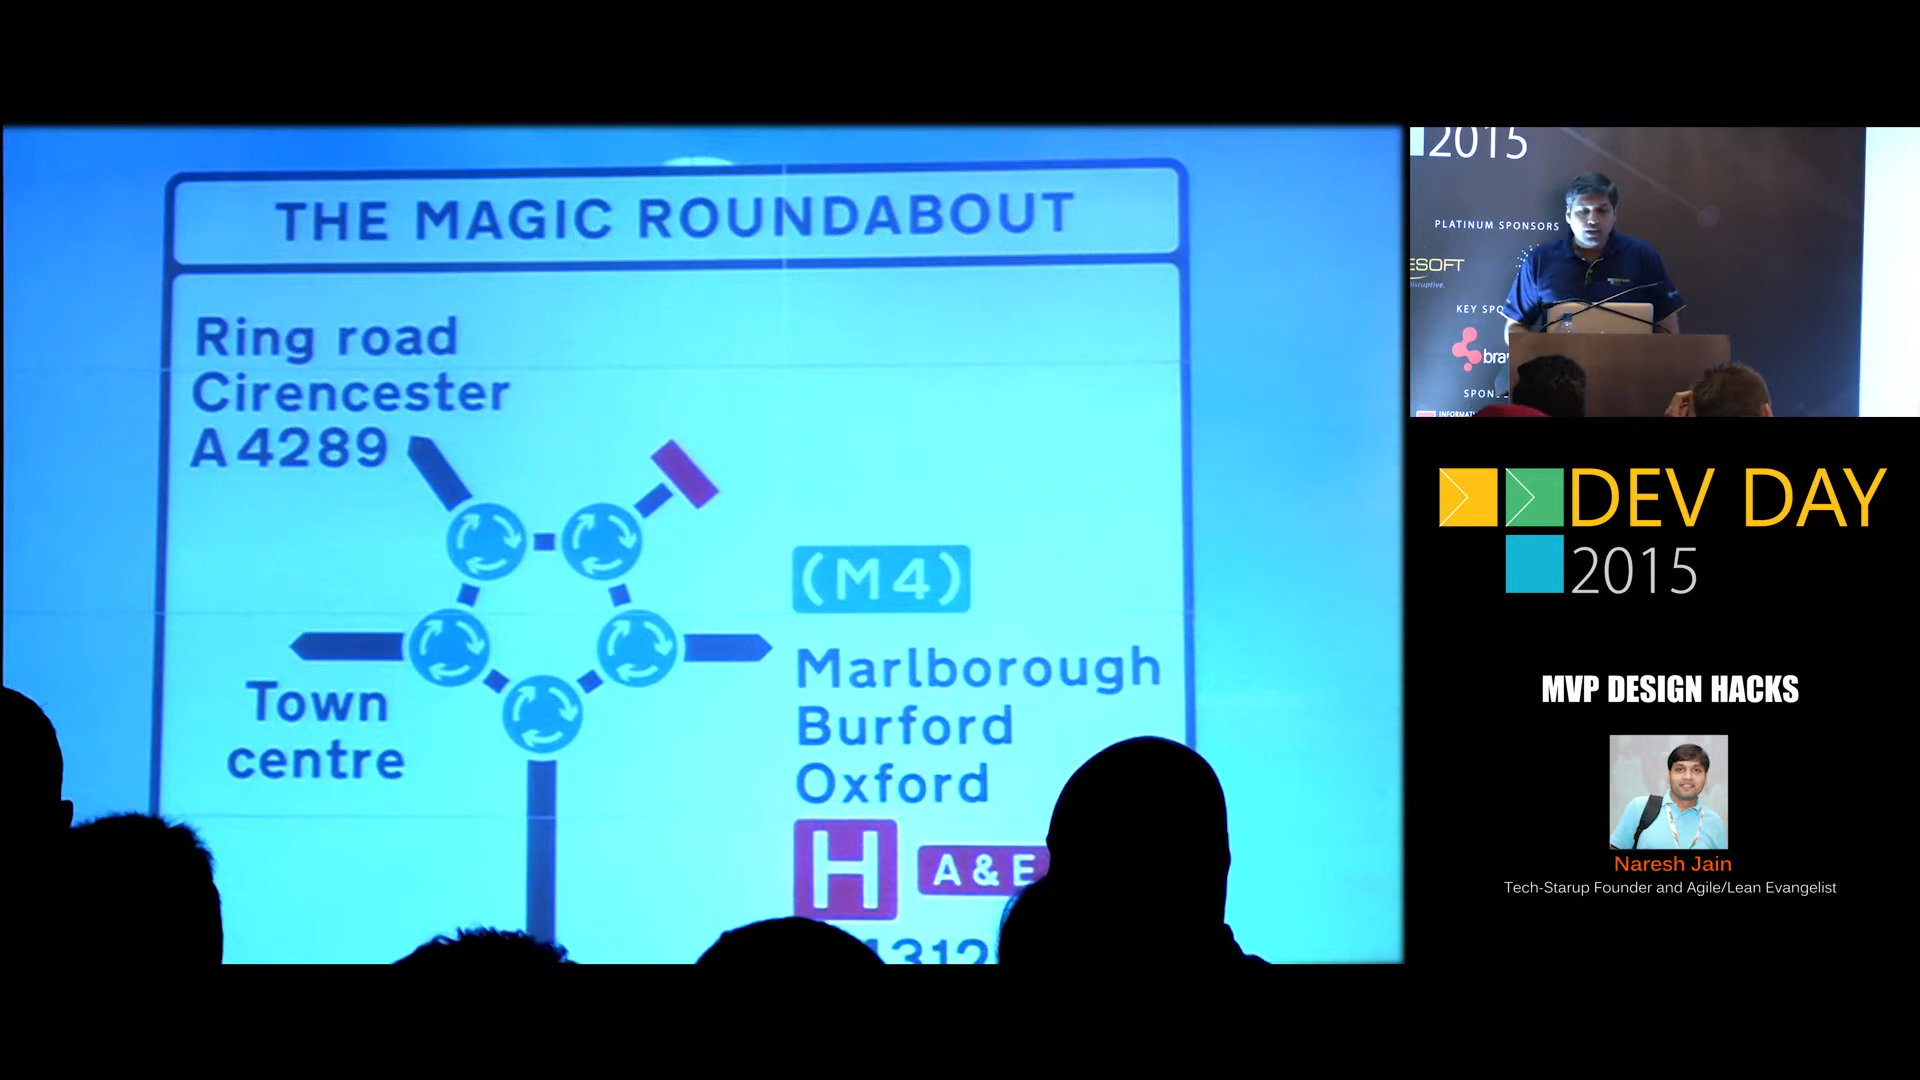 THE MAGIC ROUNDABOUT
Ring road
Cirencester
A4289
(M4)
Marlborough
Burford
Oxford
Town
centre
H A & E
2015
PLATINUM SPONSORS
KEY
DEV DAY
2015
MVP DESIGN HACKS
Naresh Jain
Tech-Starup Founder and Agile/Lean Evangelist